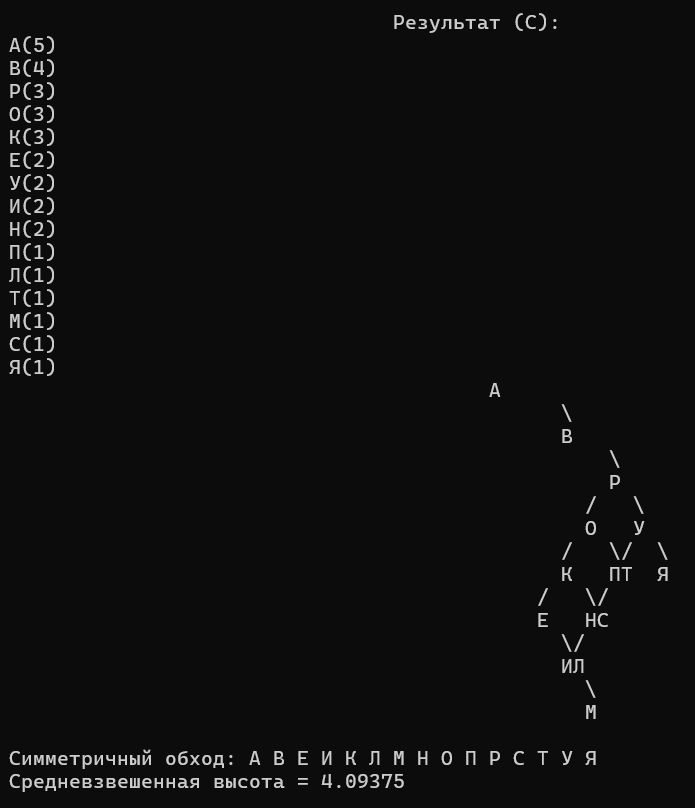 Результат (С):
А(5)
В(4)
Р(3)
О(3)
К(3)
Е(2)
У(2)
И(2)
Н(2)
П(1)
Л(1)
Т(1)
М(1)
С(1)
Я(1)
А
\
В
\
Р
/ \
О У
/ \/ \
К ПТ Я
/ \/
Е НС
\/
ИЛ
\
М
Симметричный обход: А В Е И К Л М Н О П Р С Т У Я
Средневзвешенная высота = 4.09375